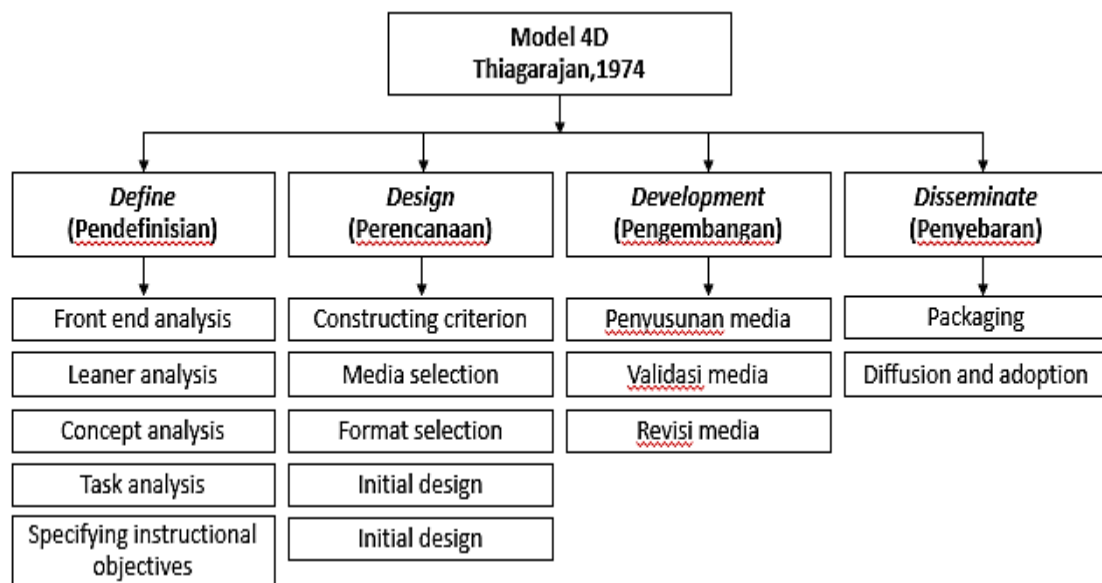 Model 4D
Thiagarajan,1974
Define
(Pendefinisian)
Front end analysis
Leaner analysis
Concept analysis
Task analysis
Specifying instructional
objectives
Design
(Perencanaan)
Constructing criterion
Media selection
Format selection
Initial design
Initial design
Development
(Pengembangan)
Penyusunan media
Validasi media
Revisi media
Disseminate
(Penyebaran)
Packaging
Diffusion and adoption